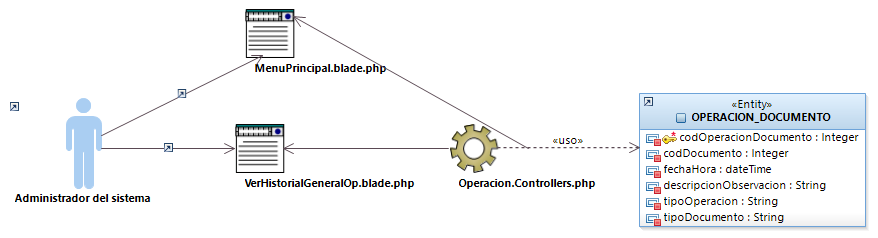 MenuPrincipal.blade.php
Administrador del sistema
VerHistorialGeneralOp.blade.php
Operacion.Controllers.php
«uso»
«Entity»
OPERACION_DOCUMENTO
codOperacionDocumento : Integer
codDocumento : Integer
fechaHora : dateTime
descripcionObservacion : String
tipoOperacion : String
tipoDocumento : String